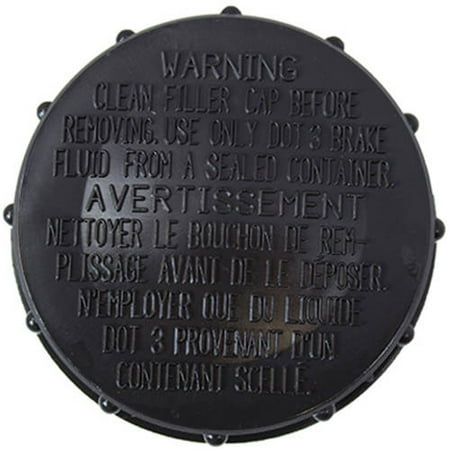 WARNING
CLEAN FILLER CAP BEFORE
REMOVING. USE ONLY DOT 3 BRAKE
FLUID FROM A SEALED CONTAINER.
AVERTISSEMENT
NETTOYER LE BOUCHON DE REM-
PLISSAGE AVANT DE LE DÉPOSER.
N'EMPLOYER QUE DU LIQUIDE
DOT 3 PROVENANT D'UN
CONTENANT SCELLÉ.